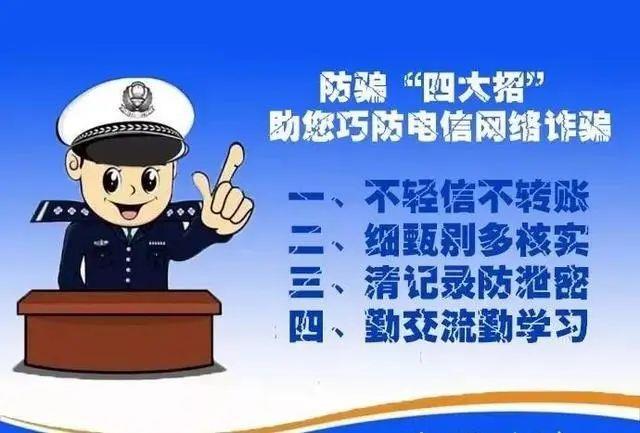 防骗“四大招”
助您巧防电信网络诈骗
一、不轻信不转账
二、细甄别多核实
三、清记录防泄密
四、勤交流勤学习